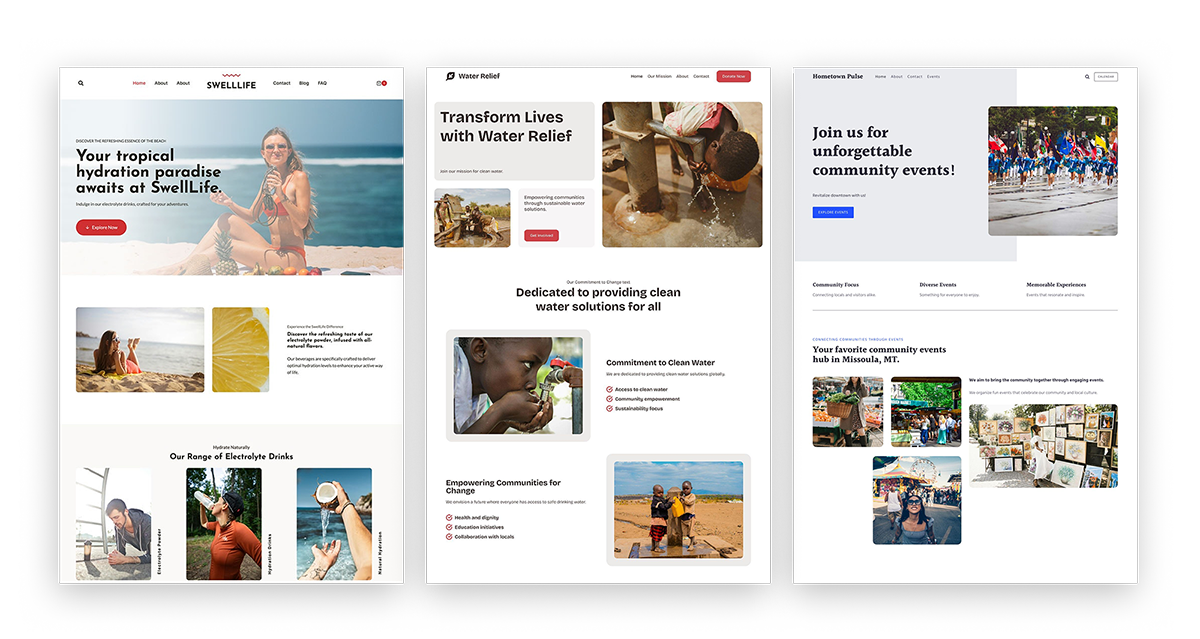 Home
About
About
SWELLLIFE
Contact
Blog
FAQ
DISCOVER THE REFRESHING ESSENCE OF THE BEACH
Your tropical
hydration paradise
awaits at SwellLife.
Indulge in our electrolyte drinks, crafted for your adventures.
+ Explore Now
Experience the SwellLife Difference
Discover the refreshing taste of our
electrolyte powder, infused with all-
natural flavors.
Our beverages are specifically crafted to deliver
optimal hydration levels to enhance your active way
of life.
Hydrate Naturally
Our Range of Electrolyte Drinks
Electrolyte Powder
Hydration Drinks
Natural Hydration
Water Relief
Home
Our Mission
About
Contact
Donate Now
Transform Lives
with Water Relief
Join our mission for clean water.
Empowering communities
through sustainable water
solutions.
Get Involved
Our Commitment to Change text
Dedicated to providing clean
water solutions for all
Commitment to Clean Water
We are dedicated to providing clean water solutions globally.
Access to clean water
Community empowerment
Sustainability focus
Empowering Communities for
Change
We envision a future where everyone has access to safe drinking water.
Health and dignity
Education initiatives
Collaboration with locals
Hometown Pulse
Home
About
Contact
Events
CALENDAR
Join us for
unforgettable
community events!
Revitalize downtown with us!
EXPLORE EVENTS
Community Focus
Connecting locals and visitors alike.
Diverse Events
Something for everyone to enjoy.
Memorable Experiences
Events that resonate and inspire.
CONNECTING COMMUNITIES THROUGH EVENTS
Your favorite community events
hub in Missoula, MT.
We aim to bring the community together through engaging events.
We organize fun events that celebrate our community and local culture.